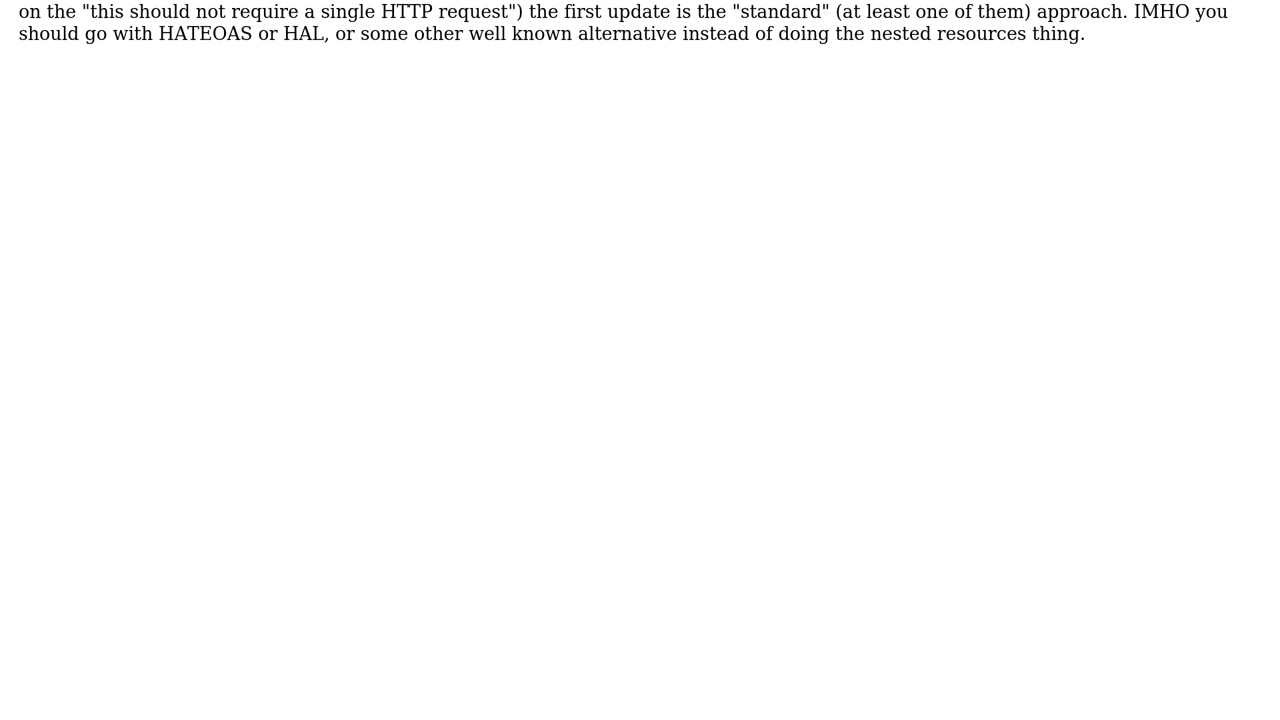 on the "this should not require a single HTTP request") the first update is the "standard" (at least one of them) approach. IMHO you
should go with HATEOAS or HAL, or some other well known alternative instead of doing the nested resources thing.